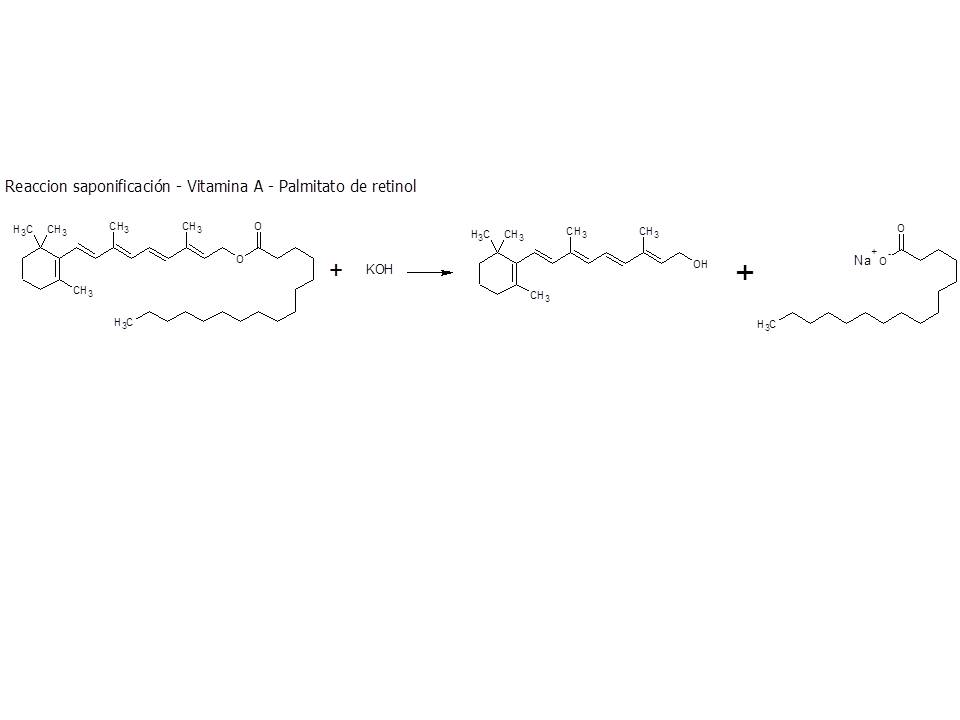 Reaccion saponificación - Vitamina A - Palmitato de retinol
H3C CH3 CH3 CH3 O
O
CH3
H3C
+ KOH
H3C CH3 CH3 CH3
OH
CH3
+
O
Na+ O-
H3C